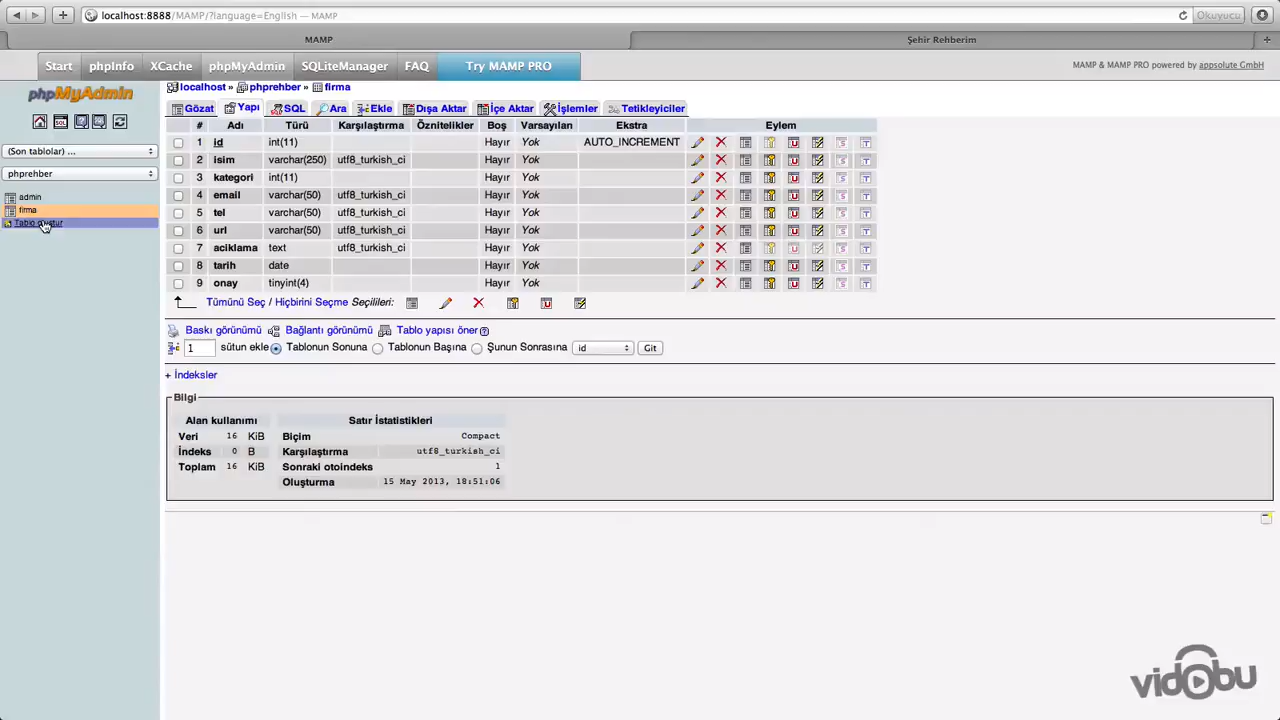 localhost:8888/MAMP/?language=English — MAMP
Okuyucu
MAMP
Şehir Rehberim
Start phpInfo XCache phpMyAdmin SQLiteManager FAQ Try MAMP PRO
MAMP & MAMP PRO powered by appsolute GmbH
phpMyAdmin
localhost » phprehber » firma
Gözat Yapı SQL Ara Ekle Dışa Aktar İçe Aktar İşlemler Tetikleyiciler
(Son tablolar) ...
phprehber
admin
firma
Tablo oluştur
# Adı Türü Karşılaştırma Öznitelikler Boş Varsayılan Ekstra Eylem
1 id int(11) Hayır Yok AUTO_INCREMENT
2 isim varchar(250) utf8_turkish_ci Hayır Yok
3 kategori int(11) Hayır Yok
4 email varchar(50) utf8_turkish_ci Hayır Yok
5 tel varchar(50) utf8_turkish_ci Hayır Yok
6 url varchar(50) utf8_turkish_ci Hayır Yok
7 aciklama text utf8_turkish_ci Hayır Yok
8 tarih date Hayır Yok
9 onay tinyint(4) Hayır Yok
Tümünü Seç / Hiçbirini Seçme Seçilileri:
Baskı görünümü Bağlantı görünümü Tablo yapısı öner
1 sütun ekle Tablonun Sonuna Tablonun Başına Şunun Sonrasına id Git
+ İndeksler
Bilgi
Alan kullanımı
Veri 16 KiB
İndeks 0 B
Toplam 16 KiB
Satır İstatistikleri
Biçim Compact
Karşılaştırma utf8_turkish_ci
Sonraki otoindeks 1
Oluşturma 15 May 2013, 18:51:06
vidobu